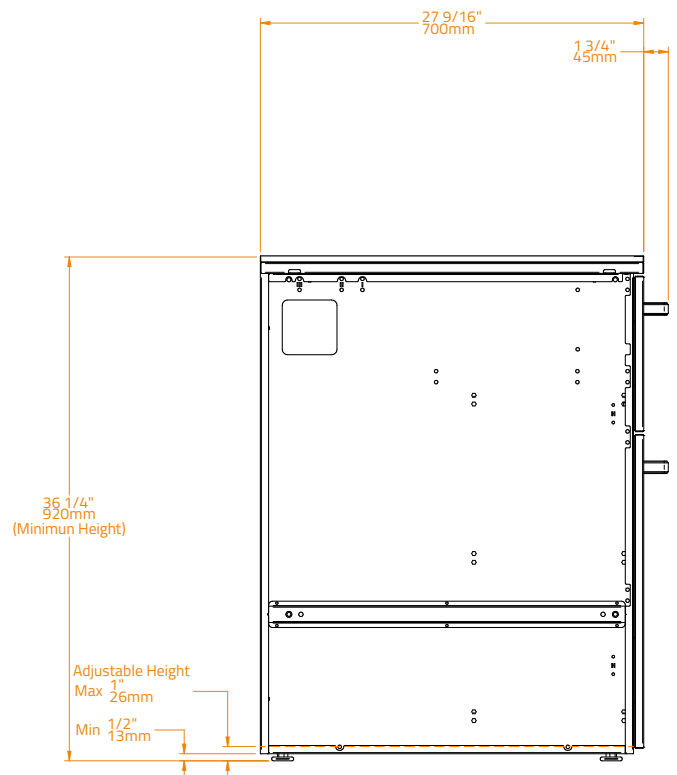 27 9/16"
700mm
1 3/4"
45mm
36 1/4"
920mm
(Minimun Height)
Adjustable Height
Max 1"
26mm
Min 1/2"
13mm